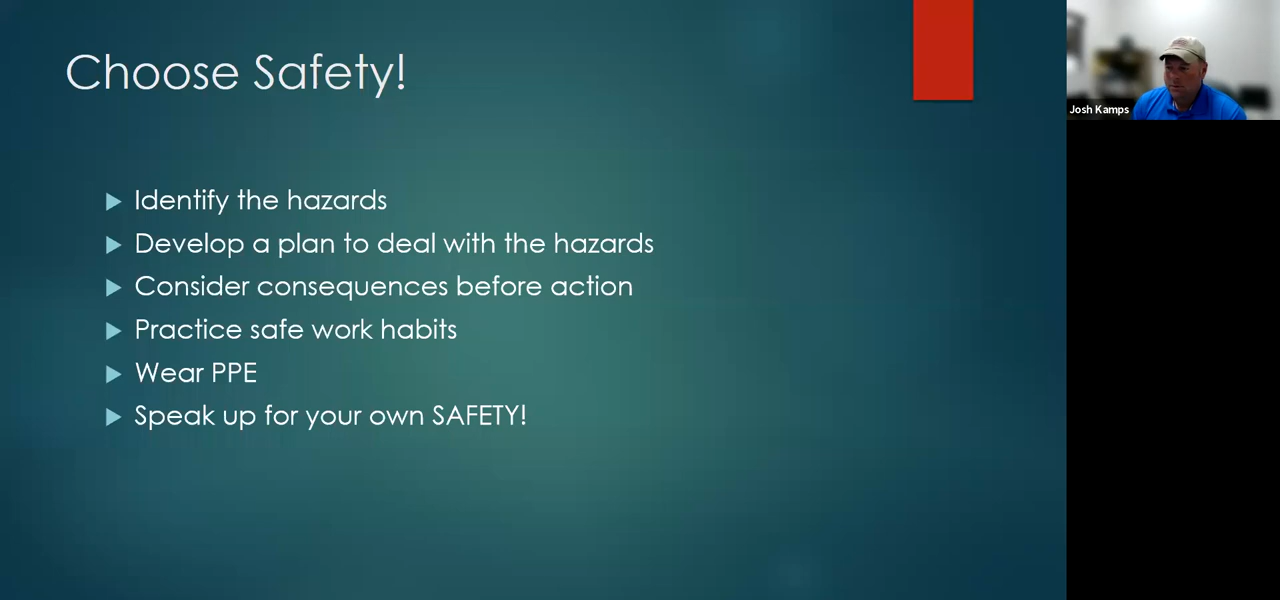 Choose Safety!
Identify the hazards
Develop a plan to deal with the hazards
Consider consequences before action
Practice safe work habits
Wear PPE
Speak up for your own SAFETY!
Josh Kamps